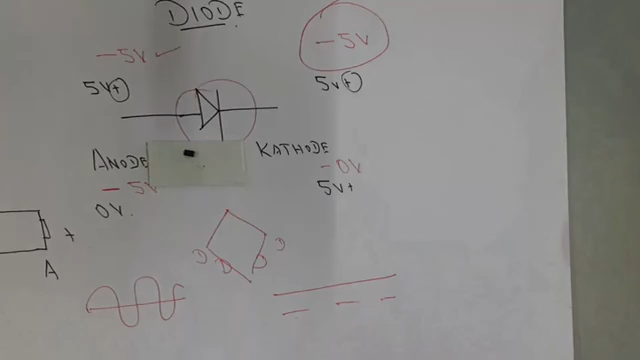 DIODE
-5V
-5V
5V+
5V+
ANODE
KATHODE
-5V
-0V
0V.
5V+
D
D
D
D
+
A